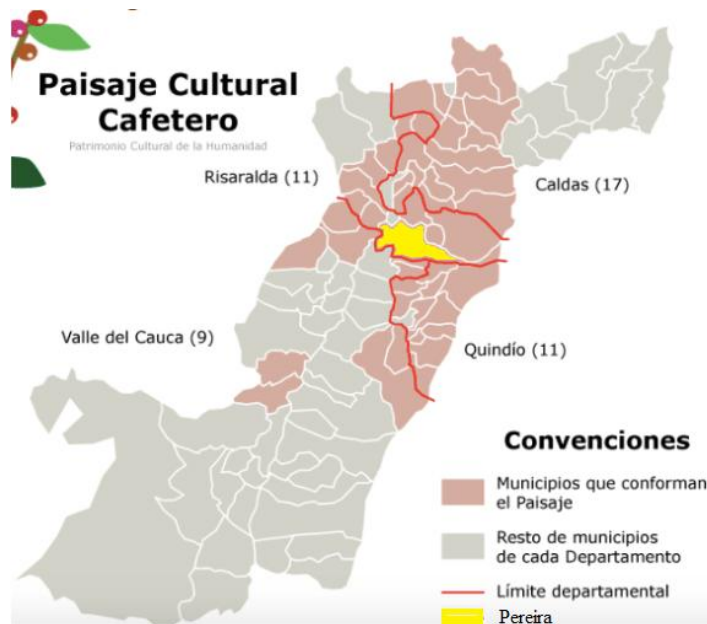 Paisaje Cultural
Cafetero
Patrimonio Cultural de la Humanidad
Risaralda (11)
Caldas (17)
Valle del Cauca (9)
Quindío (11)
Convenciones
Municipios que conforman
el Paisaje
Resto de municipios
de cada Departamento
Límite departamental
Pereira